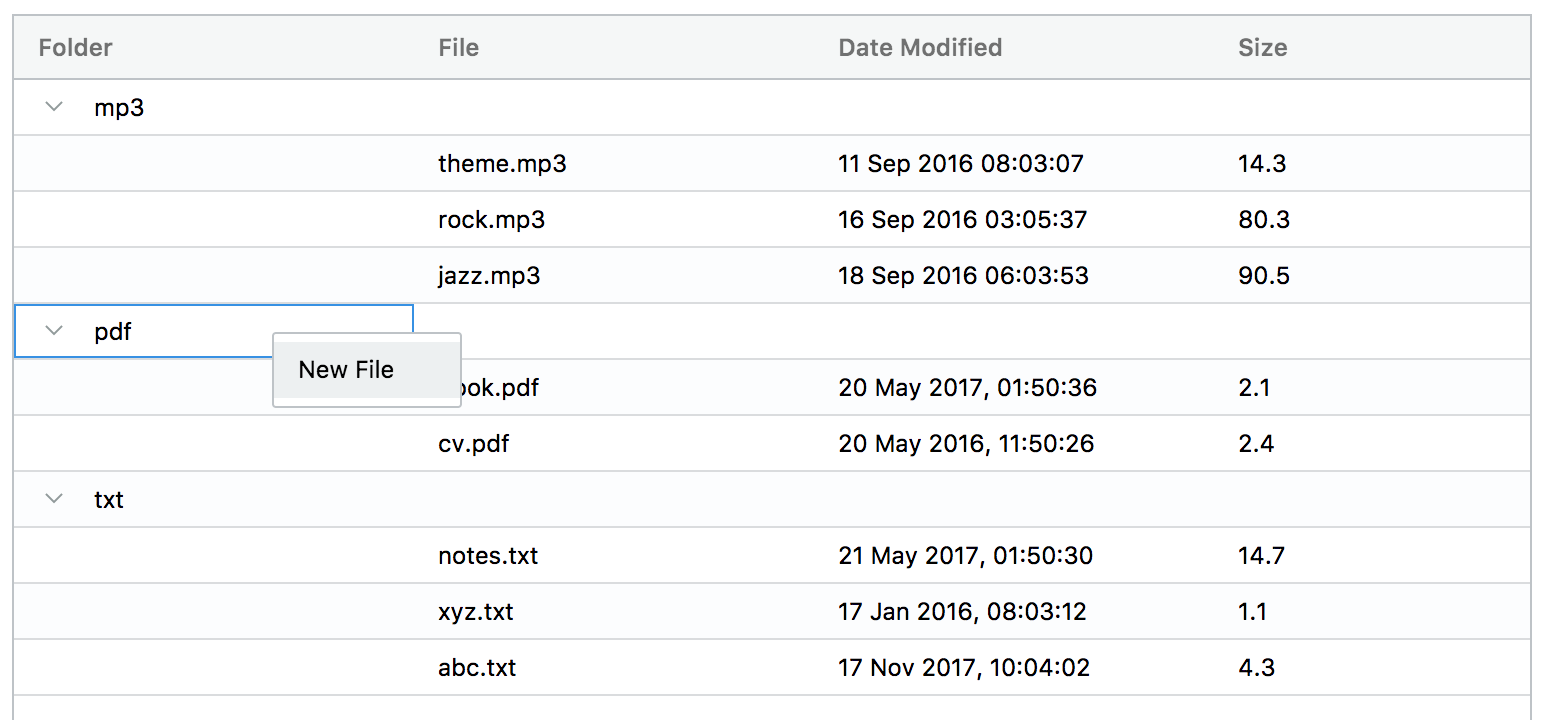 Folder File Date Modified Size
mp3
theme.mp3 11 Sep 2016 08:03:07 14.3
rock.mp3 16 Sep 2016 03:05:37 80.3
jazz.mp3 18 Sep 2016 06:03:53 90.5
pdf
New File
20 May 2017, 01:50:36 2.1
cv.pdf 20 May 2016, 11:50:26 2.4
txt
notes.txt 21 May 2017, 01:50:30 14.7
xyz.txt 17 Jan 2016, 08:03:12 1.1
abc.txt 17 Nov 2017, 10:04:02 4.3